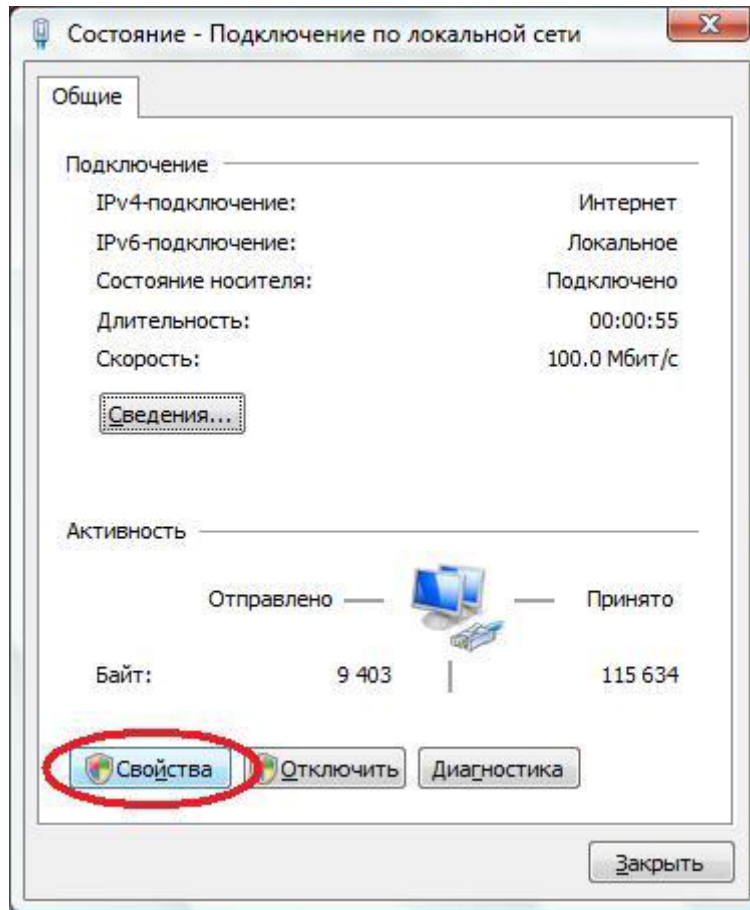 Состояние - Подключение по локальной сети
Общие
Подключение
IPv4-подключение: Интернет
IPv6-подключение: Локальное
Состояние носителя: Подключено
Длительность: 00:00:55
Скорость: 100.0 Мбит/с
Сведения...
Активность
Отправлено — — Принято
Байт: 9 403 | 115 634
Свойства Отключить Диагностика
Закрыть